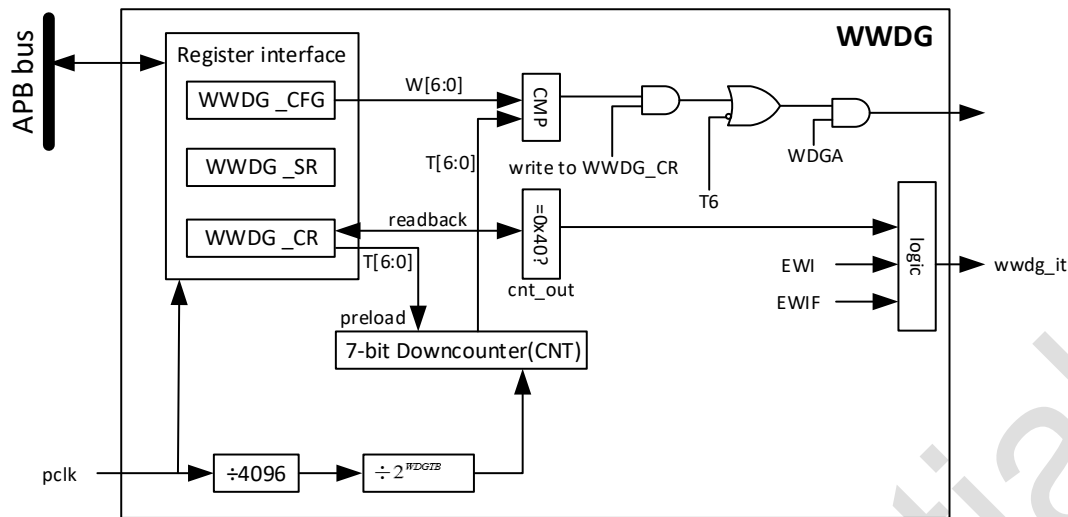 WWDG
APB bus
Register interface
WWDG _CFG
W[6:0]
CMP
WWDG _SR
T[6:0]
write to WWDG_CR
WDGA
T6
WWDG _CR
readback
=0x40?
cnt_out
T[6:0]
logic
EWI
EWIF
wwdg_it
preload
7-bit Downcounter(CNT)
pclk
÷4096
÷2^WDGTB
tial